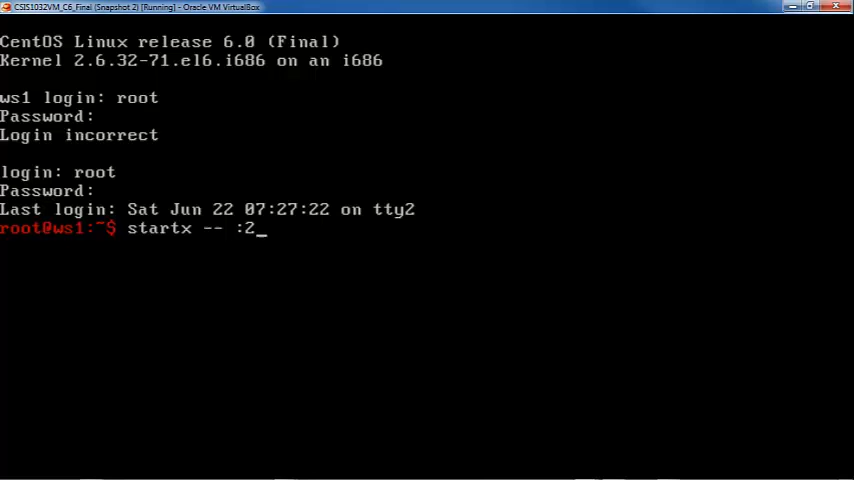 CSIS1032VM_C6_Final (Snapshot 2) [Running] - Oracle VM VirtualBox
CentOS Linux release 6.0 (Final)
Kernel 2.6.32-71.el6.i686 on an i686
ws1 login: root
Password:
Login incorrect
login: root
Password:
Last login: Sat Jun 22 07:27:22 on tty2
root@ws1:~$ startx -- :2_